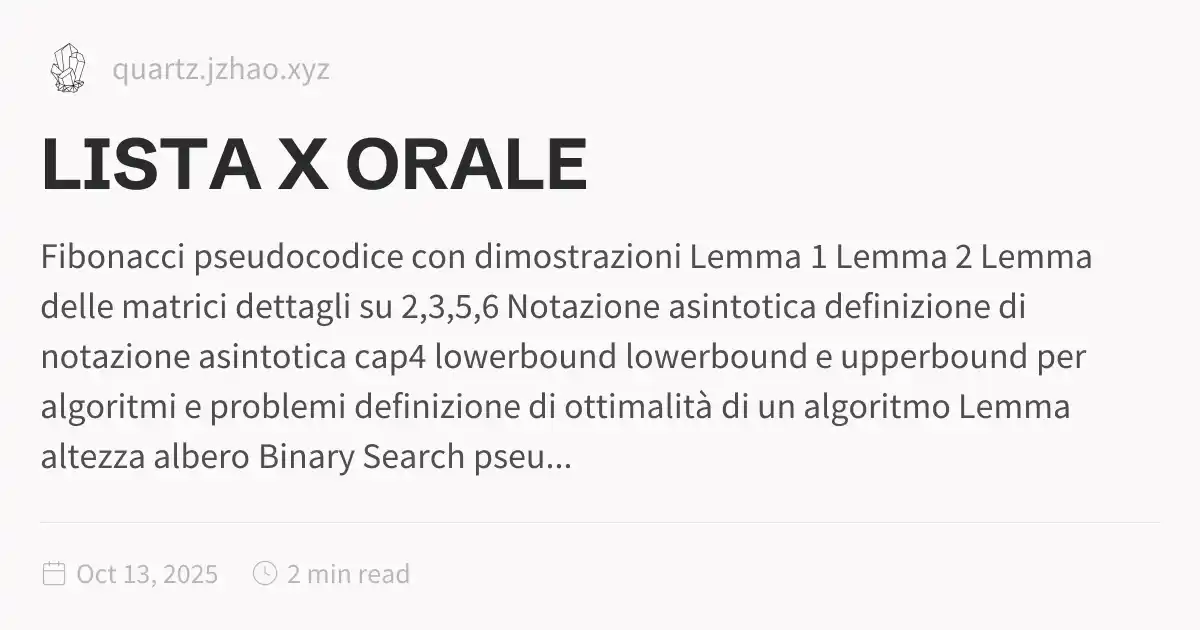 quartz.jzhao.xyz
LISTA X ORALE
Fibonacci pseudocodice con dimostrazioni Lemma 1 Lemma 2 Lemma
delle matrici dettagli su 2,3,5,6 Notazione asintotica definizione di
notazione asintotica cap4 lowerbound lowerbound e upperbound per
algoritmi e problemi definizione di ottimalità di un algoritmo Lemma
altezza albero Binary Search pseu...
Oct 13, 2025 2 min read